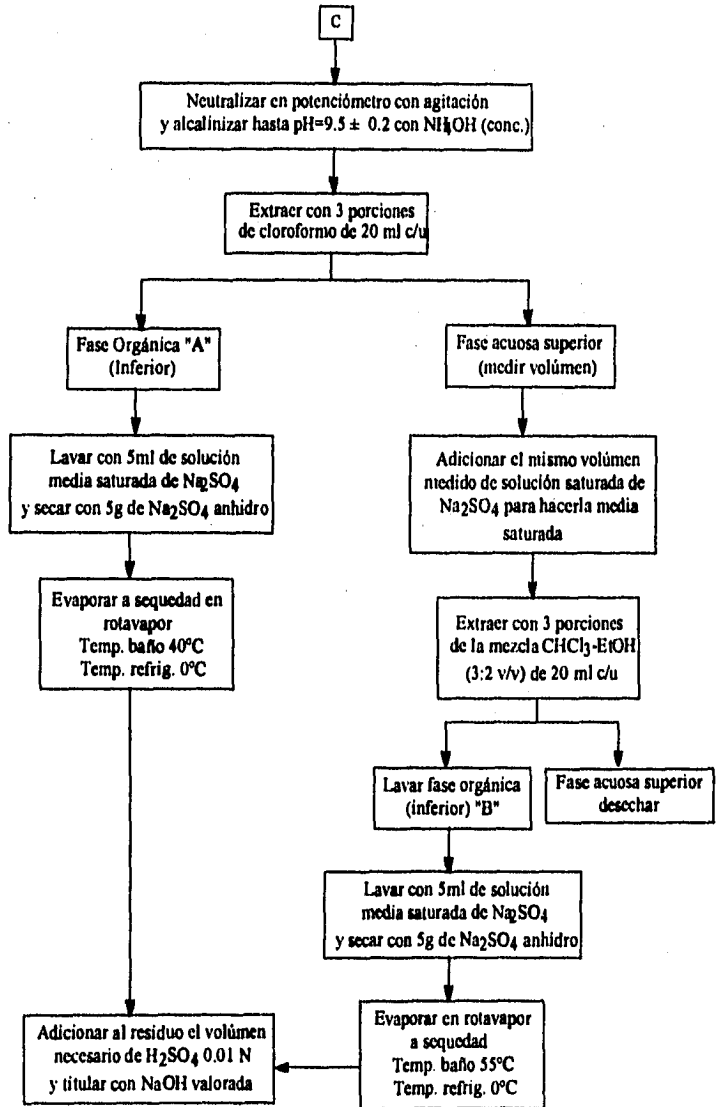 C
Neutralizar en potenciómetro con agitación
y alcalinizar hasta pH=9.5 ± 0.2 con NH4OH (conc.)
Extraer con 3 porciones
de cloroformo de 20 ml c/u
Fase Orgánica "A"
(Inferior)
Fase acuosa superior
(medir volúmen)
Lavar con 5ml de solución
media saturada de Na2SO4
y secar con 5g de Na2SO4 anhidro
Adicionar el mismo volúmen
medido de solución saturada de
Na2SO4 para hacerla media
saturada
Evaporar a sequedad en
rotavapor
Temp. baño 40ºC
Temp. refrig. 0ºC
Extraer con 3 porciones
de la mezcla CHCl3-EtOH
(3:2 v/v) de 20 ml c/u
Lavar fase orgánica
(inferior) "B"
Fase acuosa superior
desechar
Lavar con 5ml de solución
media saturada de Na2SO4
y secar con 5g de Na2SO4 anhidro
Adicionar al residuo el volúmen
necesario de H2SO4 0.01 N
y titular con NaOH valorada
Evaporar en rotavapor
a sequedad
Temp. baño 55ºC
Temp. refrig. 0ºC